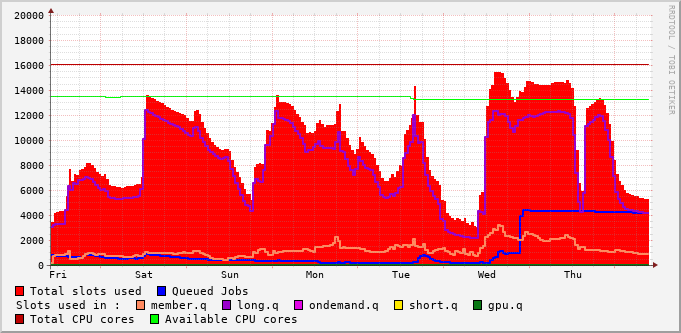 20000
18000
16000
14000
12000
10000
8000
6000
4000
2000
0
Fri Sat Sun Mon Tue Wed Thu
RRDTOOL / TOBI OETIKER
Total slots used Queued Jobs
Slots used in : member.q long.q ondemand.q short.q gpu.q
Total CPU cores Available CPU cores